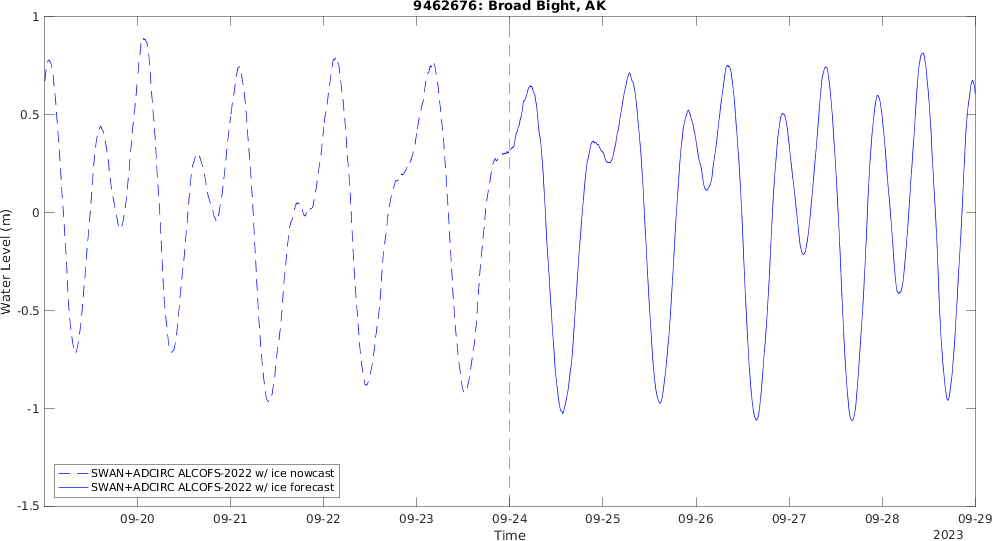 9462676: Broad Bight, AK
1
0.5
0
-0.5
-1
-1.5
Water Level (m)
SWAN+ADCIRC ALCOFS-2022 w/ ice nowcast
SWAN+ADCIRC ALCOFS-2022 w/ ice forecast
09-20 09-21 09-22 09-23 09-24 09-25 09-26 09-27 09-28 09-29
Time
2023